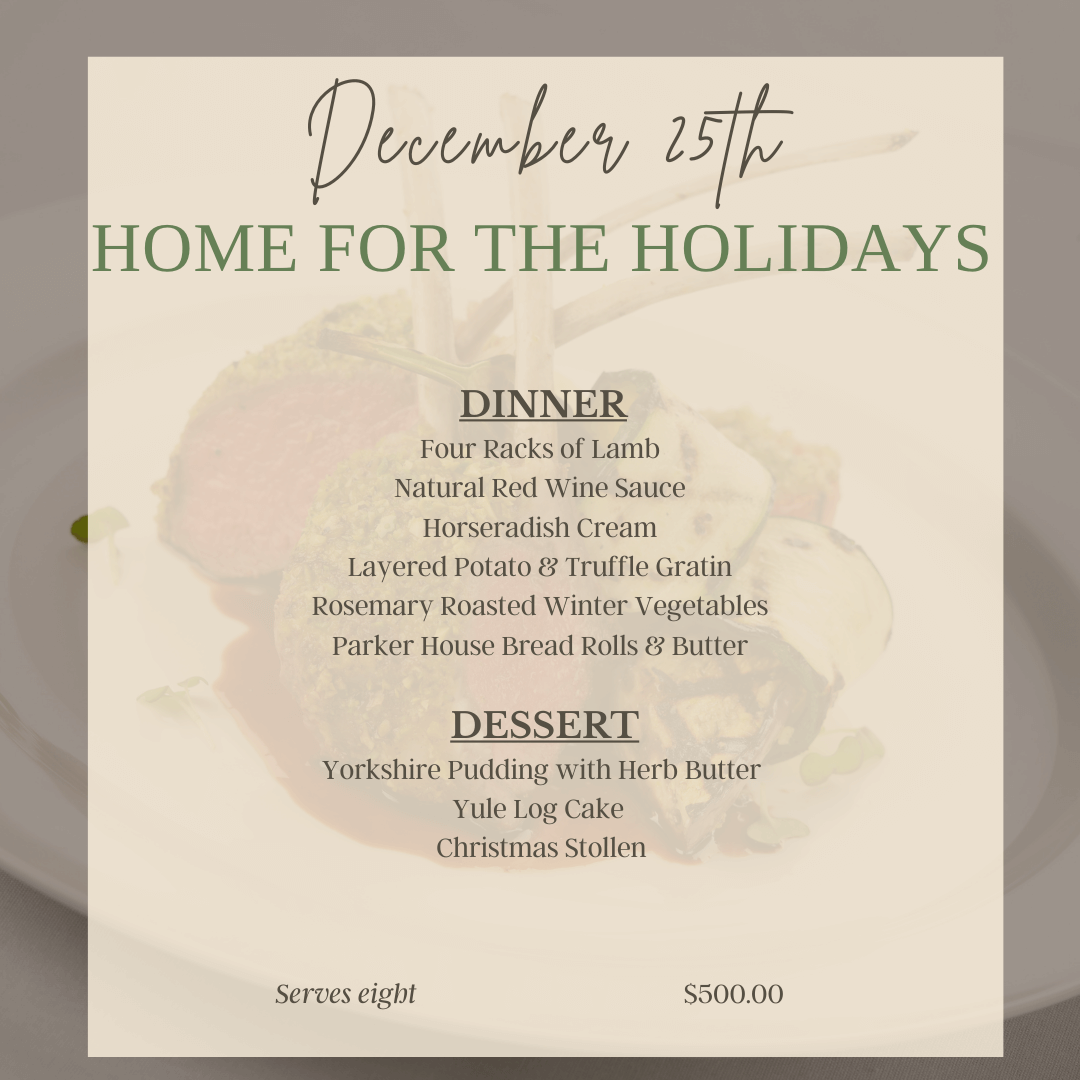 December 25th
HOME FOR THE HOLIDAYS
DINNER
Four Racks of Lamb
Natural Red Wine Sauce
Horseradish Cream
Layered Potato & Truffle Gratin
Rosemary Roasted Winter Vegetables
Parker House Bread Rolls & Butter
DESSERT
Yorkshire Pudding with Herb Butter
Yule Log Cake
Christmas Stollen
Serves eight $500.00